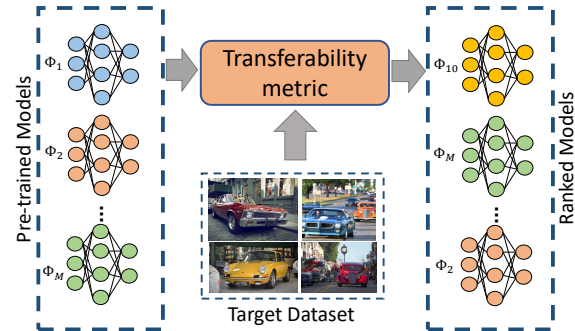 Pre-trained Models
Φ₁
Φ₂
Φ_M
Transferability
metric
Target Dataset
Φ₁₀
Φ_M
Φ₂
Ranked Models